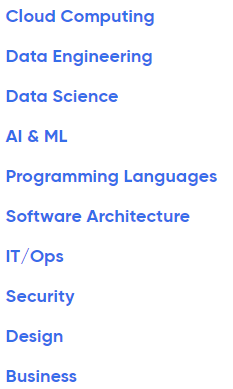 Cloud Computing
Data Engineering
Data Science
AI & ML
Programming Languages
Software Architecture
IT/Ops
Security
Design
Business